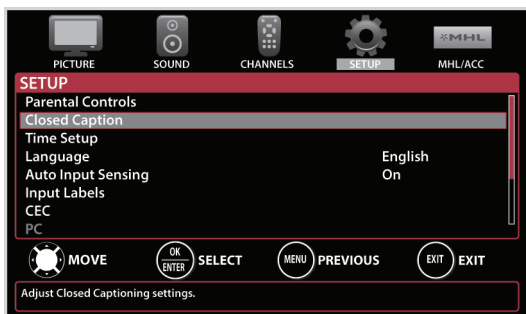 MHL
PICTURE SOUND CHANNELS SETUP MHL/ACC
SETUP
Parental Controls
Closed Caption
Time Setup
Language English
Auto Input Sensing On
Input Labels
CEC
PC
MOVE OK ENTER SELECT MENU PREVIOUS EXIT EXIT
Adjust Closed Captioning settings.